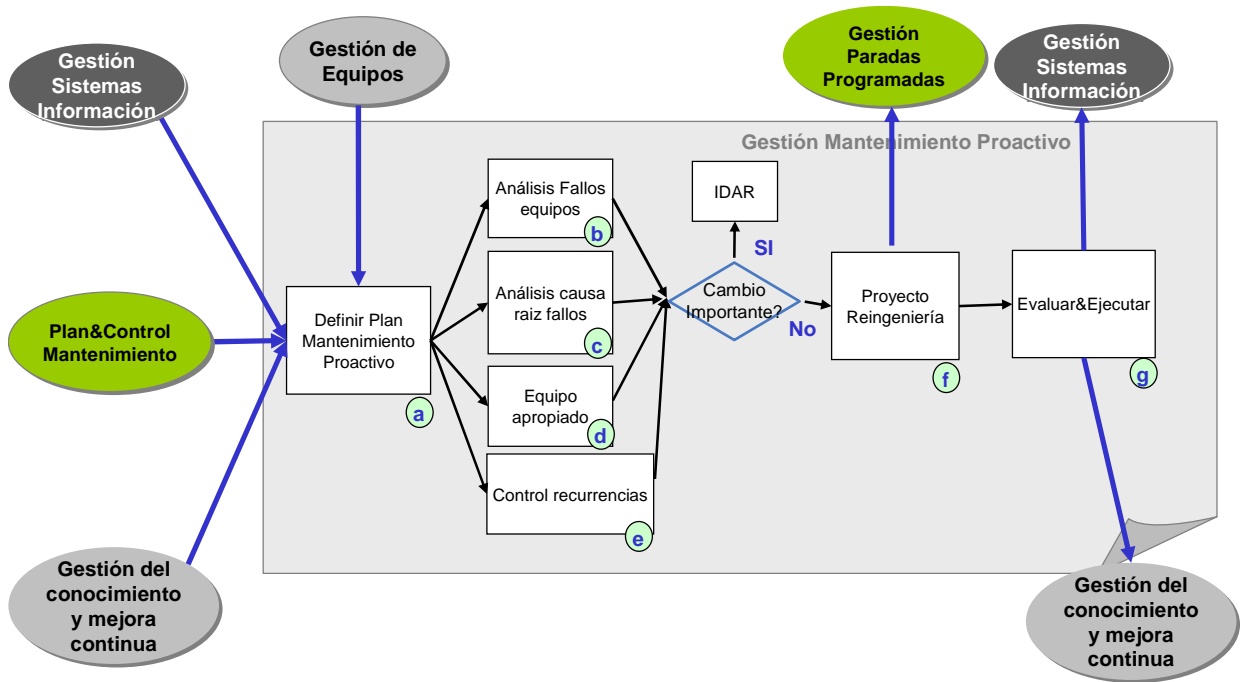 Gestión
Sistemas
Información
Gestión de
Equipos
Gestión
Paradas
Programadas
Gestión
Sistemas
Información
Gestión Mantenimiento Proactivo
Análisis Fallos
equipos
b
IDAR
SI
Plan&Control
Mantenimiento
Definir Plan
Mantenimiento
Proactivo
a
Análisis causa
raiz fallos
c
Cambio
Importante?
No
Proyecto
Reingeniería
f
Evaluar&Ejecutar
g
Equipo
apropiado
d
Control recurrencias
e
Gestión del
conocimiento
y mejora
continua
Gestión del
conocimiento
y mejora
continua